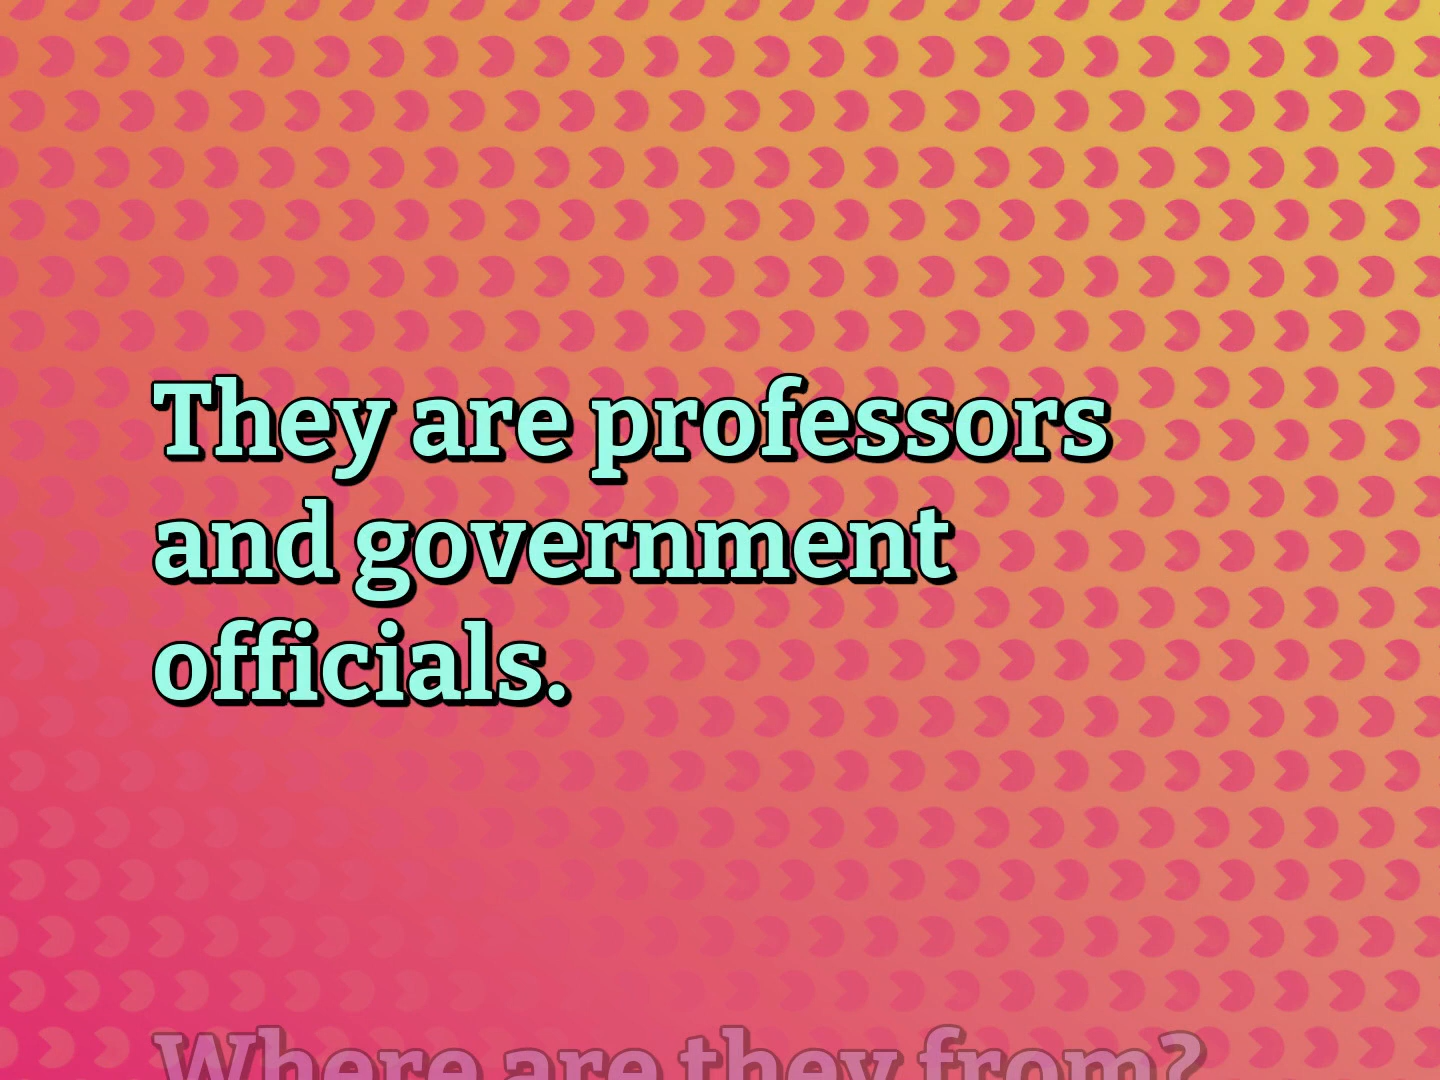 They are professors
and government
officials.
Where are they from?